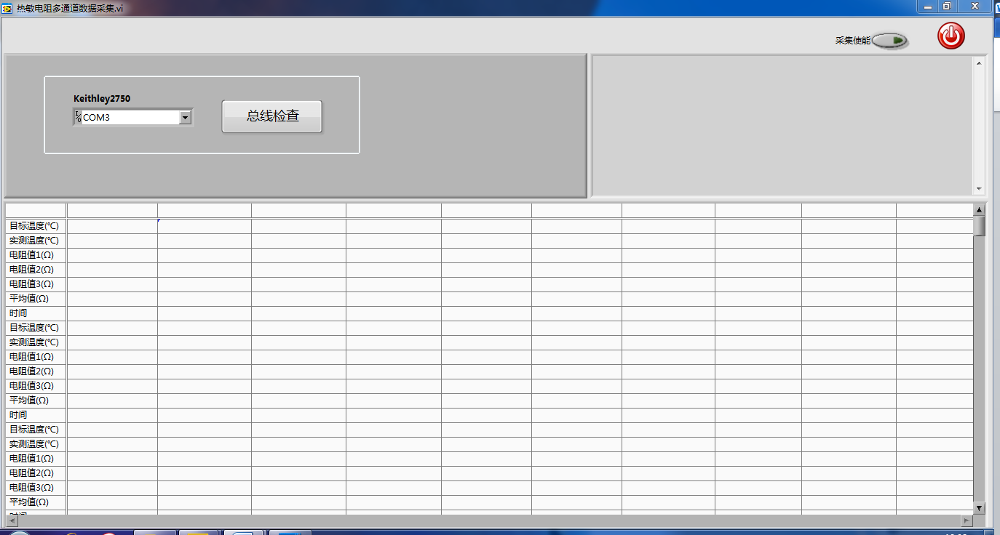 热敏电阻多通道数据采集.vi
采集使能
Keithley2750
COM3
总线检查
目标温度(℃)
实测温度(℃)
电阻值1(Ω)
电阻值2(Ω)
电阻值3(Ω)
平均值(Ω)
时间
目标温度(℃)
实测温度(℃)
电阻值1(Ω)
电阻值2(Ω)
电阻值3(Ω)
平均值(Ω)
时间
目标温度(℃)
实测温度(℃)
电阻值1(Ω)
电阻值2(Ω)
电阻值3(Ω)
平均值(Ω)